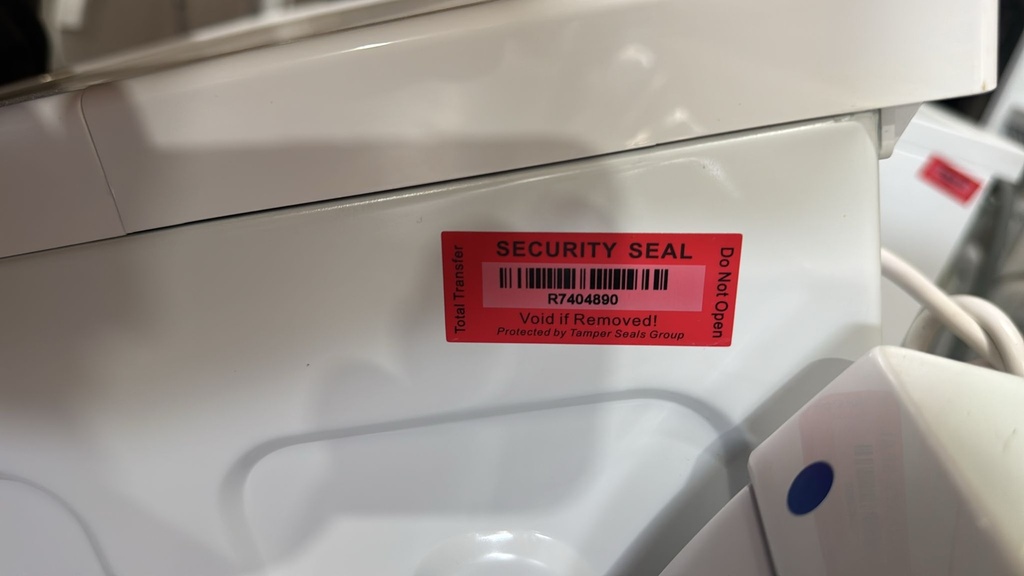 SECURITY SEAL
Total Transfer
R7404890
Do Not Open
Void if Removed!
Protected by Tamper Seals Group